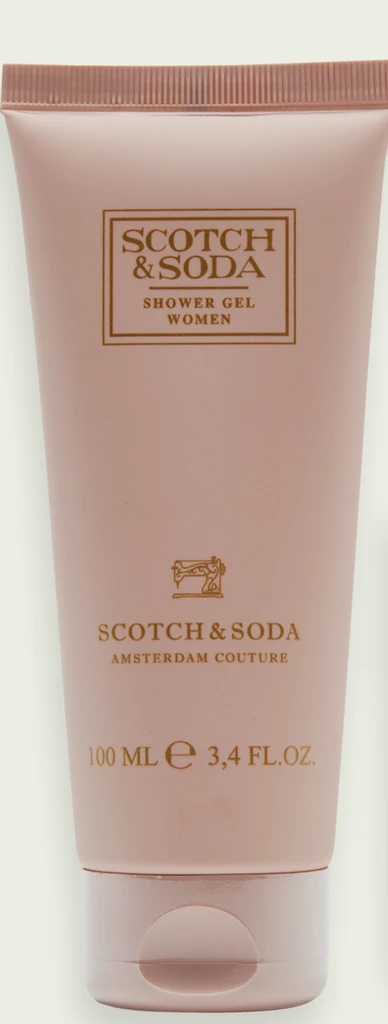 SCOTCH
&SODA
SHOWER GEL
WOMEN
SCOTCH & SODA
AMSTERDAM COUTURE
100 ML ℮ 3,4 FL.OZ.